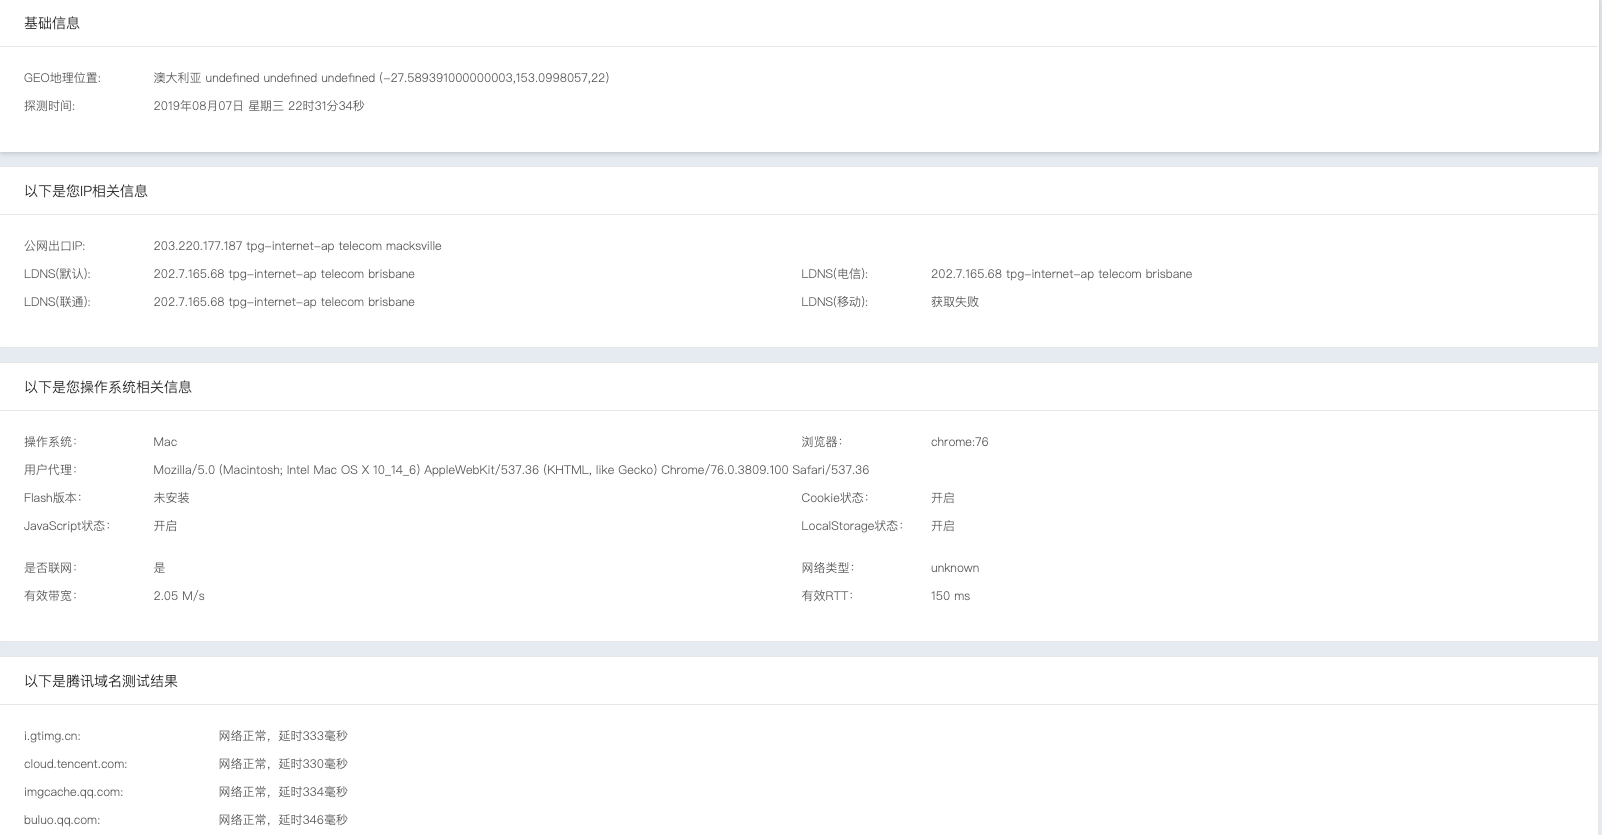 基础信息
GEO地理位置: 澳大利亚 undefined undefined undefined (-27.589391000000003,153.0998057,22)
探测时间: 2019年08月07日 星期三 22时31分34秒
以下是您IP相关信息
公网出口IP: 203.220.177.187 tpg-internet-ap telecom macksville
LDNS(默认): 202.7.165.68 tpg-internet-ap telecom brisbane LDNS(电信): 202.7.165.68 tpg-internet-ap telecom brisbane
LDNS(联通): 202.7.165.68 tpg-internet-ap telecom brisbane LDNS(移动): 获取失败
以下是您操作系统相关信息
操作系统： Mac 浏览器： chrome:76
用户代理： Mozilla/5.0 (Macintosh; Intel Mac OS X 10_14_6) AppleWebKit/537.36 (KHTML, like Gecko) Chrome/76.0.3809.100 Safari/537.36
Flash版本： 未安装 Cookie状态： 开启
JavaScript状态： 开启 LocalStorage状态： 开启
是否联网： 是 网络类型： unknown
有效带宽： 2.05 M/s 有效RTT： 150 ms
以下是腾讯域名测试结果
i.gtimg.cn: 网络正常，延时333毫秒
cloud.tencent.com: 网络正常，延时330毫秒
imgcache.qq.com: 网络正常，延时334毫秒
buluo.qq.com: 网络正常，延时346毫秒